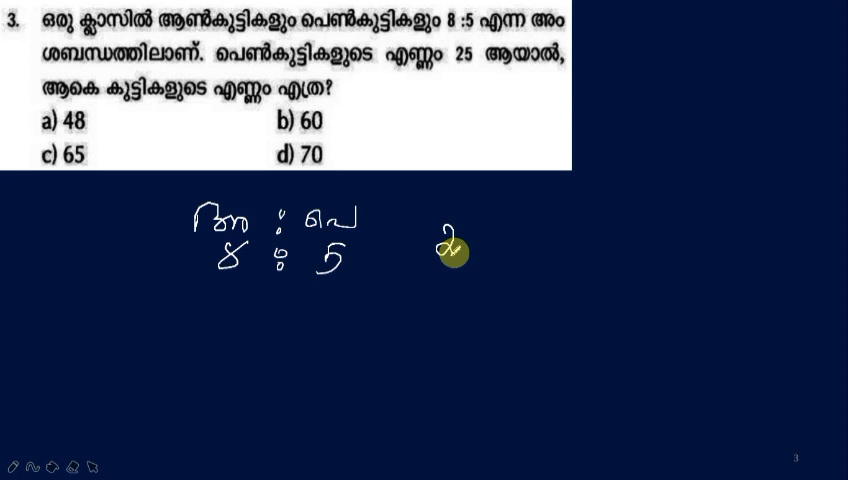 3. ഒരു ക്ലാസിൽ ആൺകുട്ടികളും പെൺകുട്ടികളും 8 :5 എന്ന അം
ശബന്ധത്തിലാണ്. പെൺകുട്ടികളുടെ എണ്ണം 25 ആയാൽ,
ആകെ കുട്ടികളുടെ എണ്ണം എത്ര?
a) 48 b) 60
c) 65 d) 70
: പെ
8 : 5
3